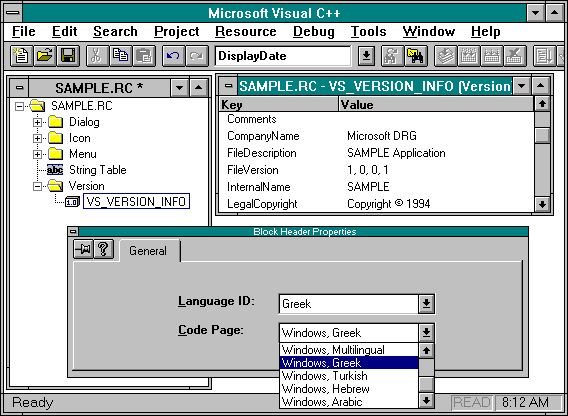 Microsoft Visual C++
File Edit Search Project Resource Debug Tools Window Help
DisplayDate
SAMPLE.RC *
SAMPLE.RC
Dialog
Icon
Menu
abc String Table
Version
1.0 VS_VERSION_INFO
SAMPLE.RC - VS_VERSION_INFO (Version
Key Value
Comments
CompanyName Microsoft DRG
FileDescription SAMPLE Application
FileVersion 1, 0, 0, 1
InternalName SAMPLE
LegalCopyright Copyright © 1994
Block Header Properties
? General
Language ID: Greek
Code Page: Windows, Greek
Windows, Multilingual
Windows, Greek
Windows, Turkish
Windows, Hebrew
Windows, Arabic
Ready READ 8:12 AM